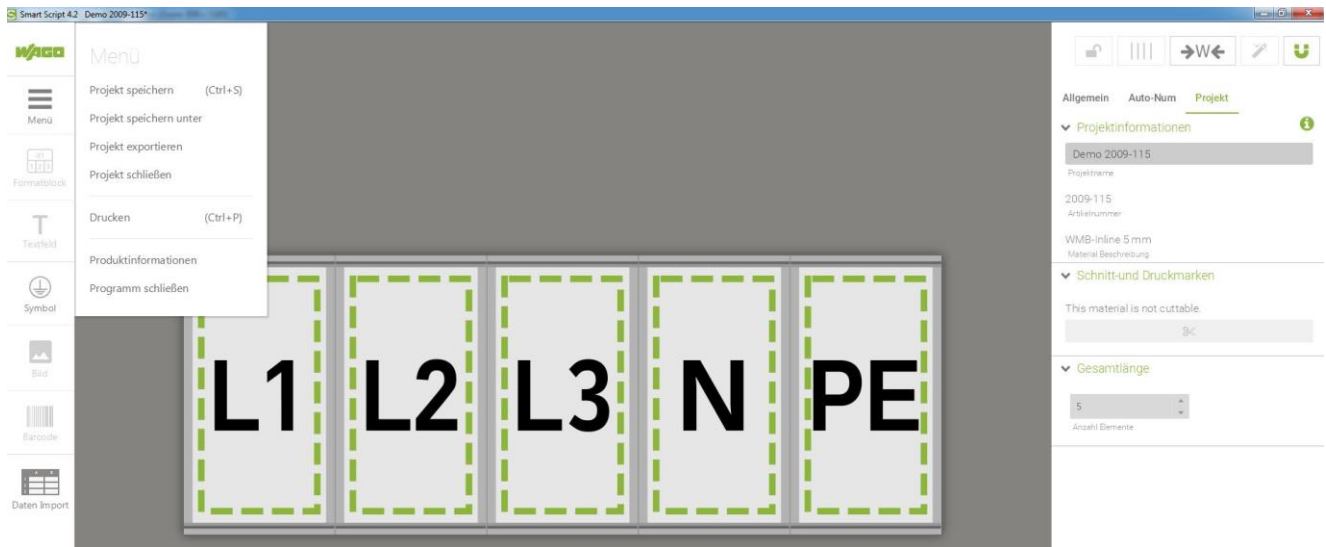 Smart Script 4.2 Demo 2009-115*
WAGO
Menü
Formatblock
Textfeld
Symbol
Bild
Barcode
Daten Import
Menü
Projekt speichern (Ctrl+S)
Projekt speichern unter
Projekt exportieren
Projekt schließen
Drucken (Ctrl+P)
Produktinformationen
Programm schließen
L1 L2 L3 N PE
→W←
Allgemein Auto-Num Projekt
Projektinformationen
Demo 2009-115
Projektname
2009-115
Artikelnummer
WMB-Inline 5 mm
Material Beschreibung
Schnitt-und Druckmarken
This material is not cuttable.
Gesamtlänge
5
Anzahl Elemente